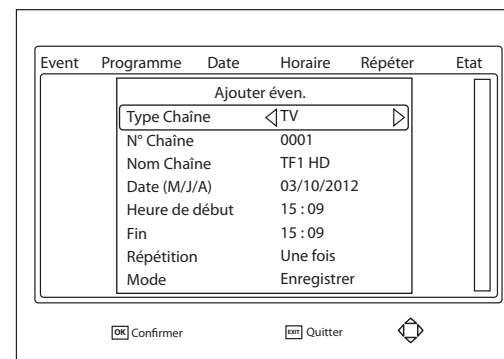 Event Programme Date Horaire Répéter Etat
Ajouter éven.
Type Chaîne TV
N° Chaîne 0001
Nom Chaîne TF1 HD
Date (M/J/A) 03/10/2012
Heure de début 15 : 09
Fin 15 : 09
Répétition Une fois
Mode Enregistrer
OK Confirmer EXIT Quitter